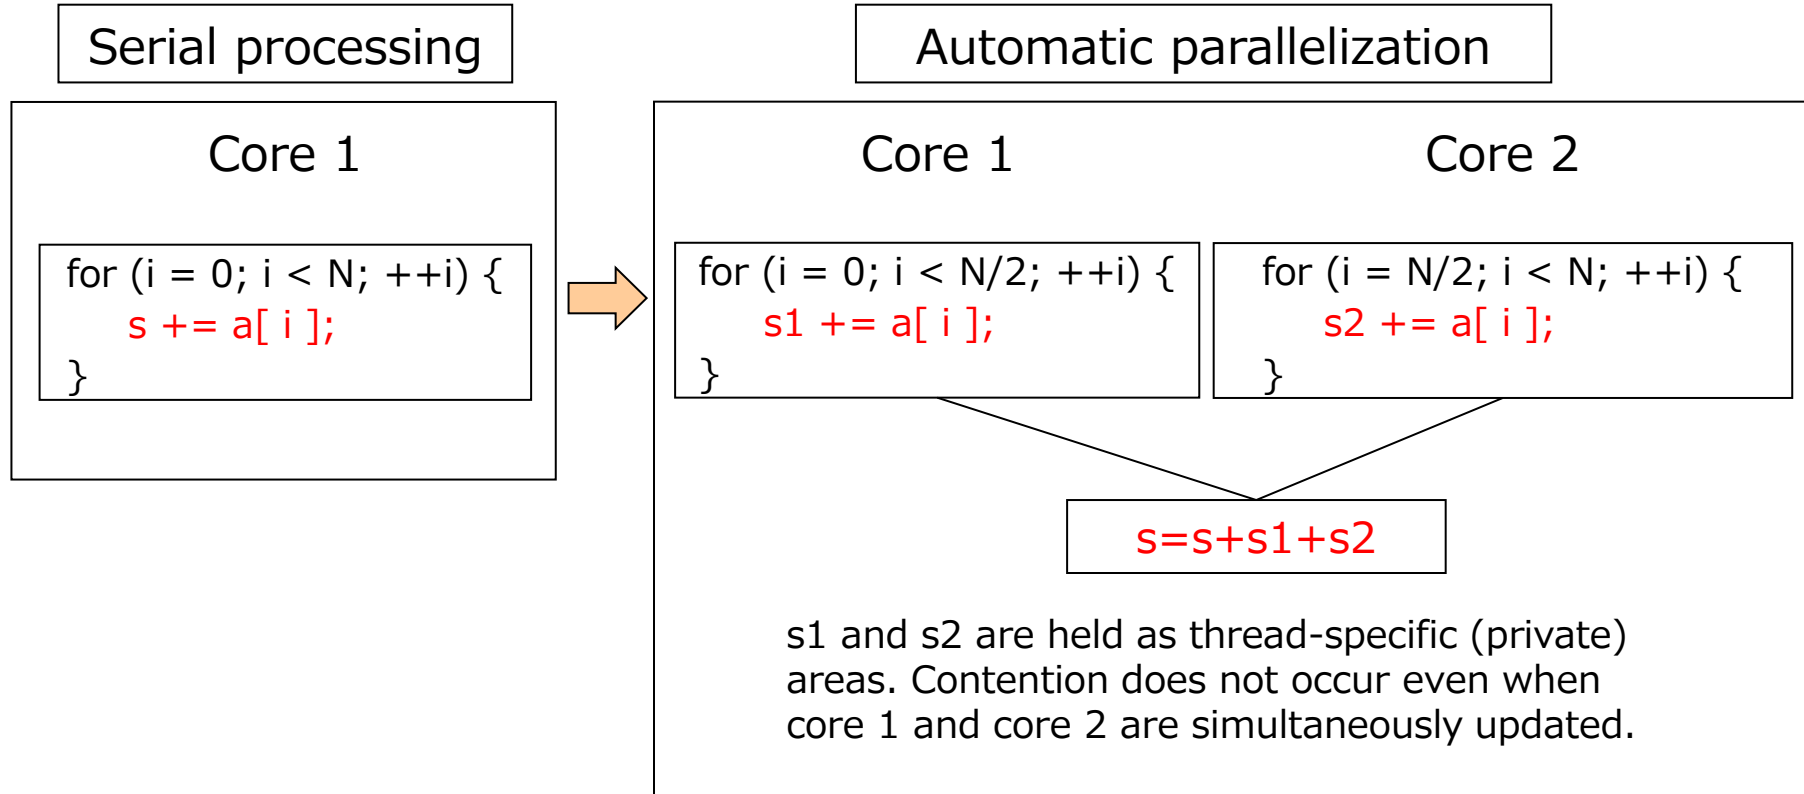 Serial processing
Automatic parallelization
Core 1
for (i = 0; i < N; ++i) {
s += a[ i ];
}
Core 1
Core 2
for (i = 0; i < N/2; ++i) {
s1 += a[ i ];
}
for (i = N/2; i < N; ++i) {
s2 += a[ i ];
}
s=s+s1+s2
s1 and s2 are held as thread-specific (private)
areas. Contention does not occur even when
core 1 and core 2 are simultaneously updated.